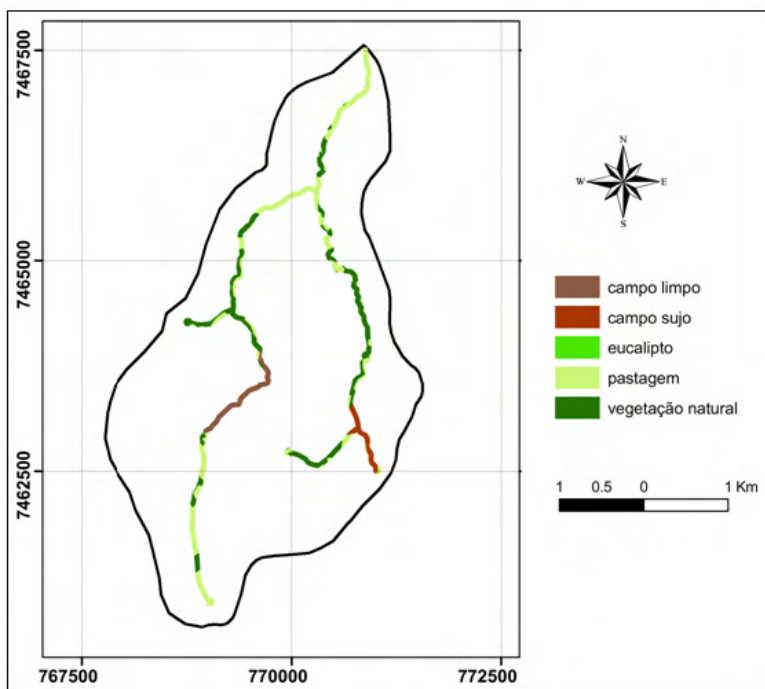 7467500
7465000
7462500
767500
770000
772500
N
W E
S
campo limpo
campo sujo
eucalipto
pastagem
vegetação natural
1 0.5 0 1 Km